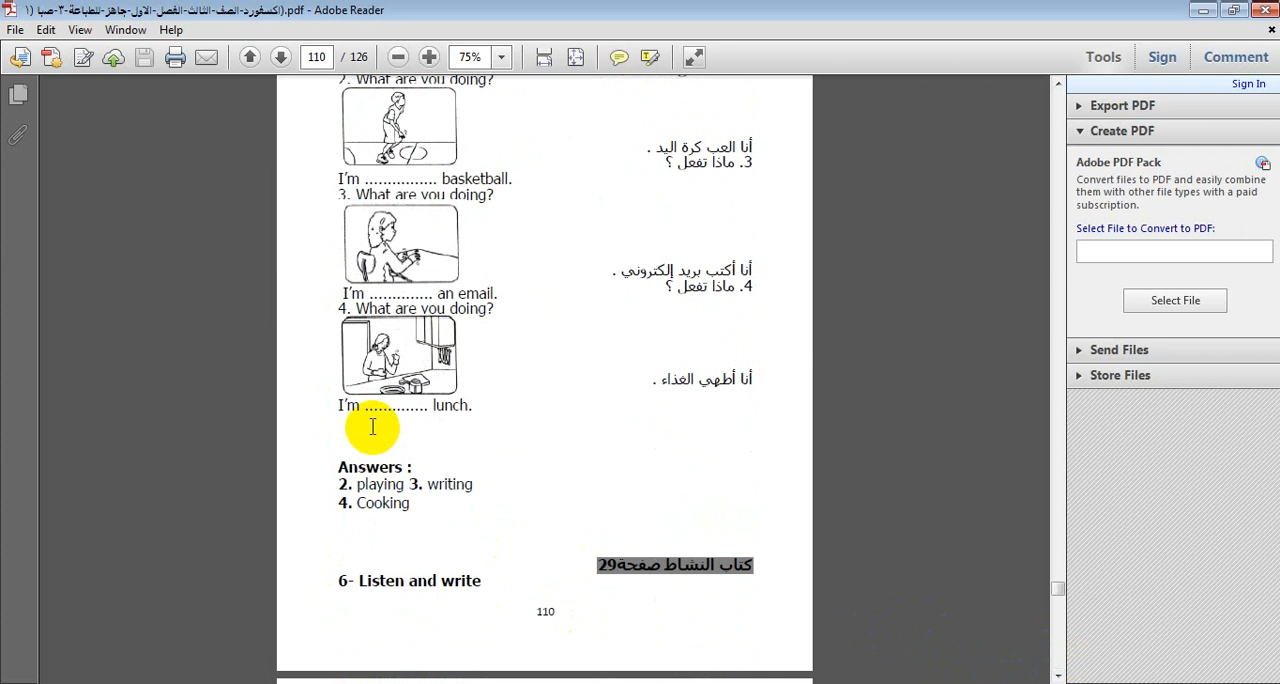 اكسفورد-الصف-الثالث-الفصل-الاول-جاهز-للطباعة-٣-صبا (١).pdf - Adobe Reader
File Edit View Window Help
110 / 126 75% Tools Sign Comment
Sign In
Export PDF
Create PDF
Adobe PDF Pack
Convert files to PDF and easily combine
them with other file types with a paid
subscription.
Select File to Convert to PDF:
Select File
Send Files
Store Files
2. What are you doing?
أنا العب كرة اليد .
3. ماذا تفعل ؟
I'm ................ basketball.
3. What are you doing?
أنا أكتب بريد إلكتروني .
4. ماذا تفعل ؟
I'm .............. an email.
4. What are you doing?
أنا أطهي الغذاء .
I'm .............. lunch.
Answers :
2. playing 3. writing
4. Cooking
كتاب النشاط صفحة29
6- Listen and write
110